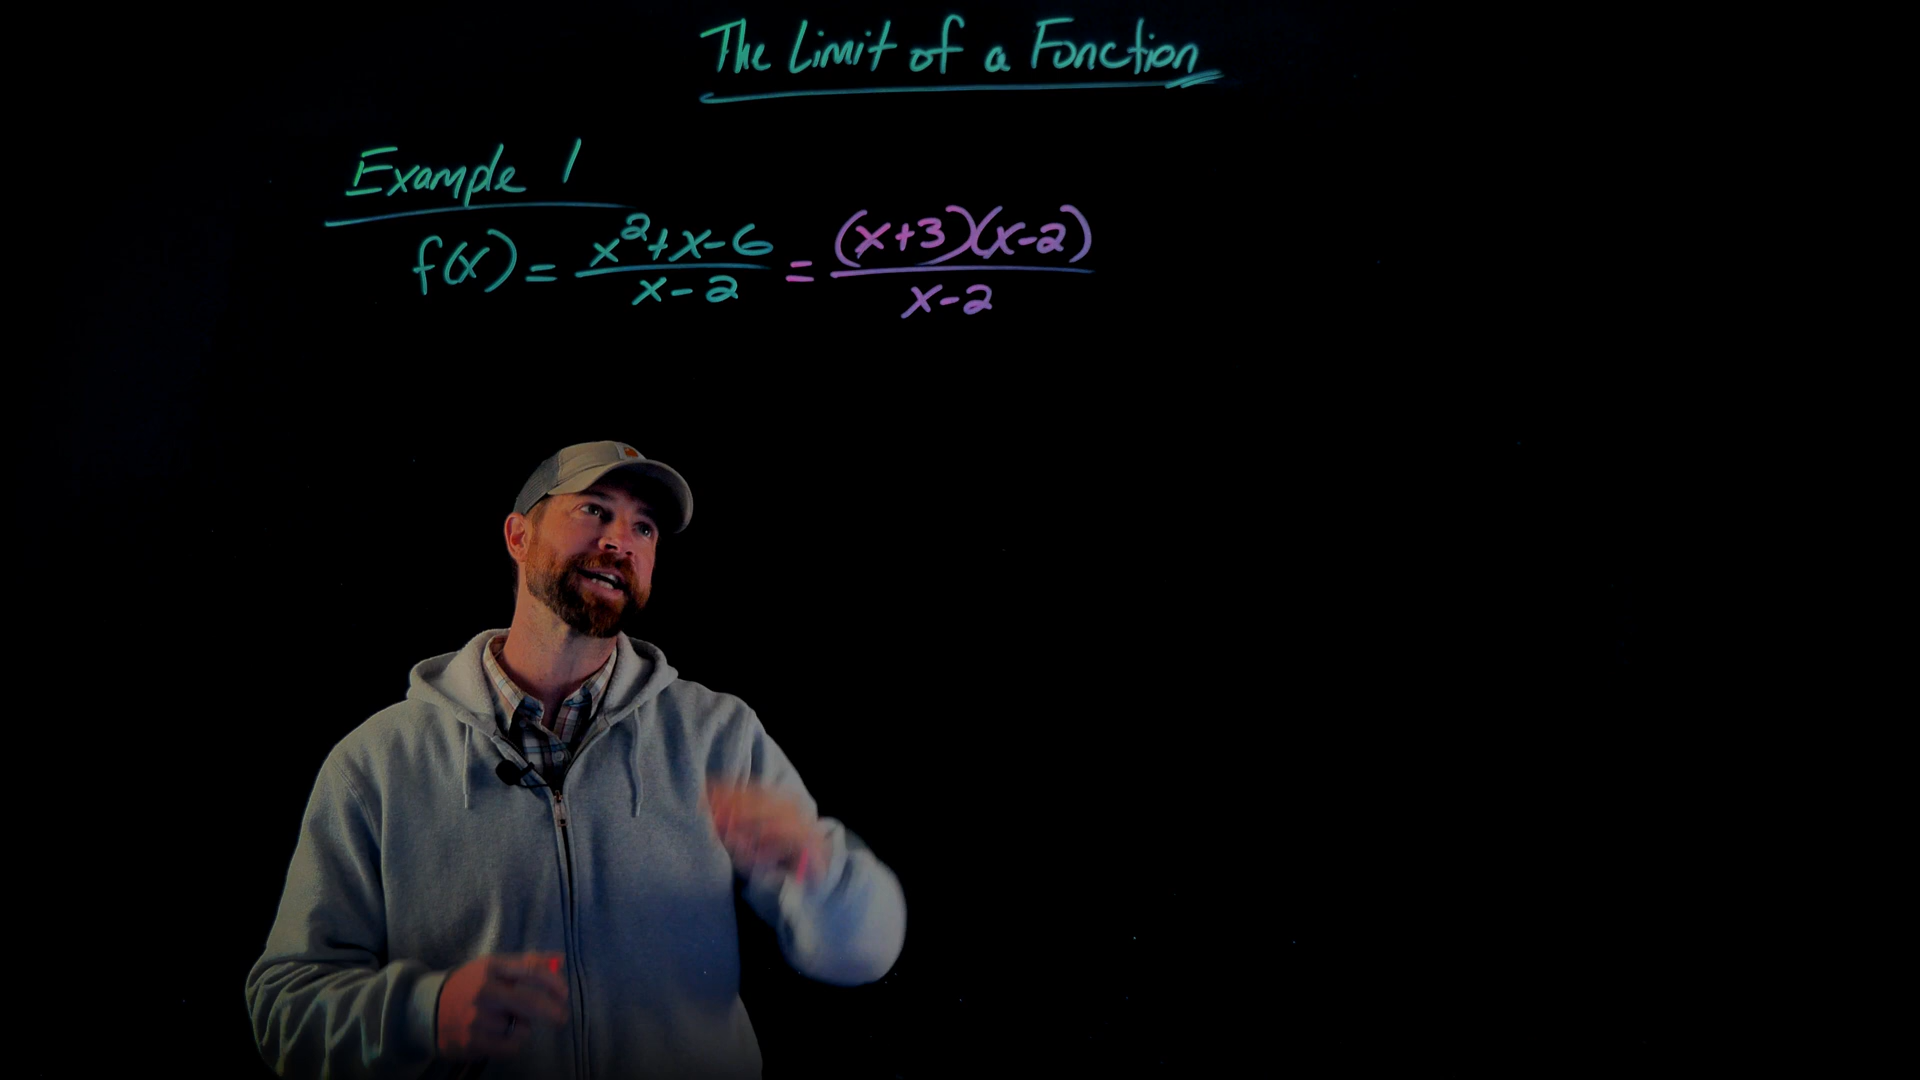 The Limit of a Function
Example 1
f(x) = x²+x-6 / x-2 = (x+3)(x-2) / x-2